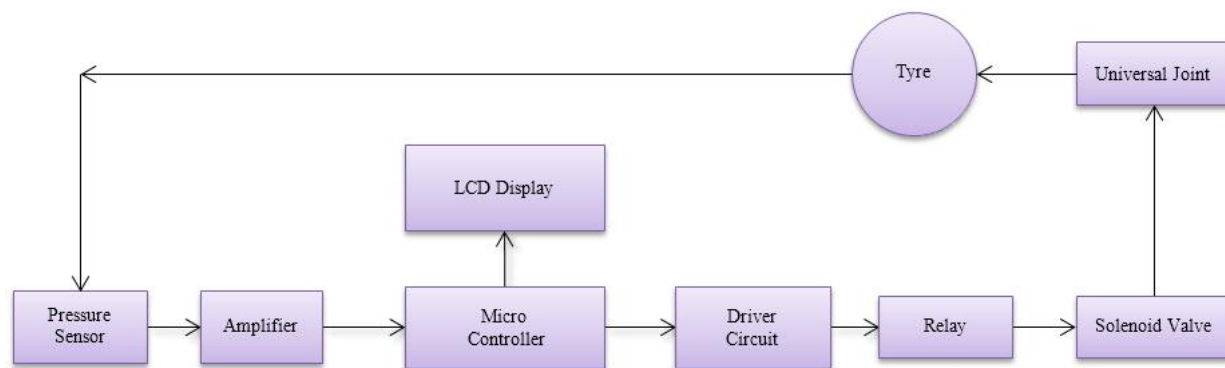 Tyre
Universal Joint
LCD Display
Pressure
Sensor
Amplifier
Micro
Controller
Driver
Circuit
Relay
Solenoid Valve